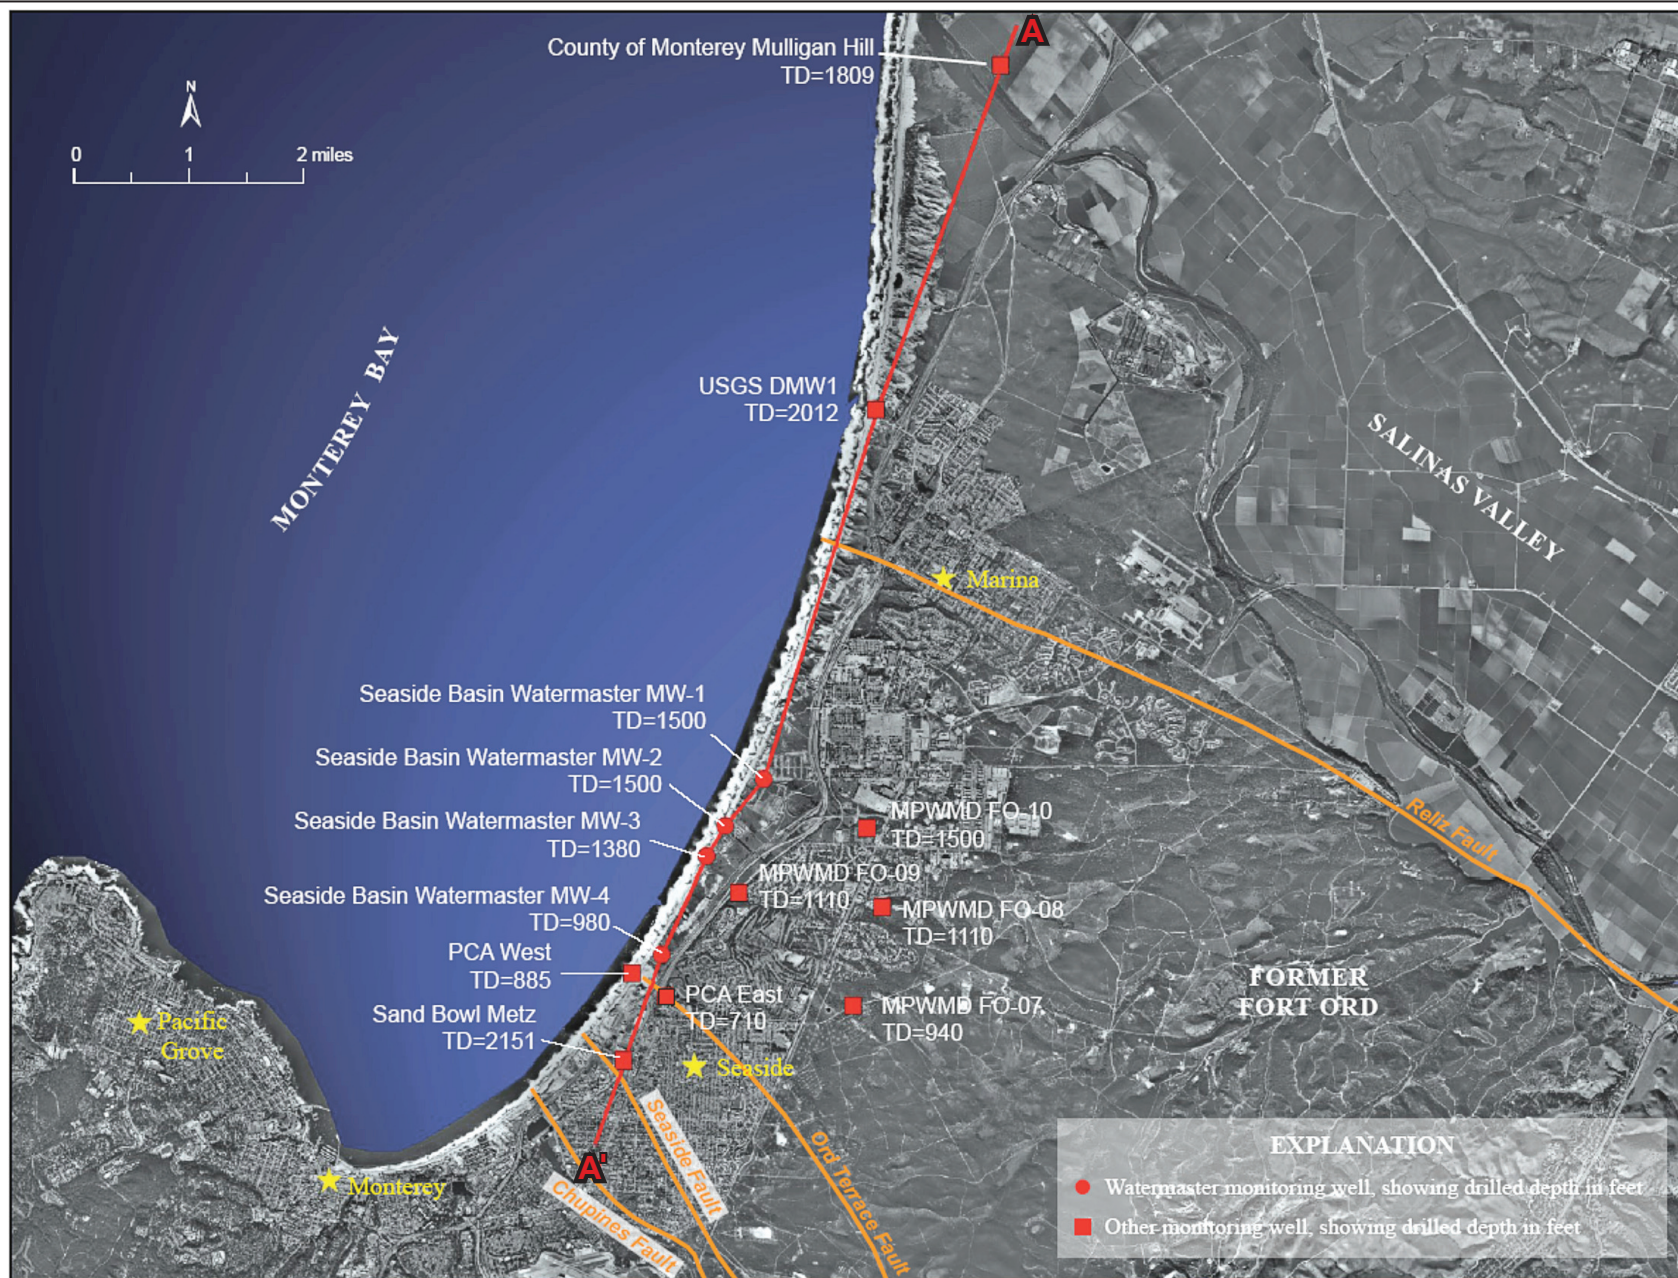 A
County of Monterey Mulligan Hill
TD=1809
N
0 1 2 miles
MONTEREY BAY
USGS DMW1
TD=2012
SALINAS VALLEY
Marina
Seaside Basin Watermaster MW-1
TD=1500
Seaside Basin Watermaster MW-2
TD=1500
Seaside Basin Watermaster MW-3
TD=1380
MPWMD FO-10
TD=1500
Reliz Fault
MPWMD FO-09
TD=1110
Seaside Basin Watermaster MW-4
TD=980
MPWMD FO-08
TD=1110
PCA West
TD=885
PCA East
TD=710
MPWMD FO-07
TD=940
FORMER
FORT ORD
Sand Bowl Metz
TD=2151
Pacific
Grove
Seaside
Seaside Fault
Ord Terrace Fault
A'
Chupines Fault
Monterey
EXPLANATION
Watermaster monitoring well, showing drilled depth in feet
Other monitoring well, showing drilled depth in feet